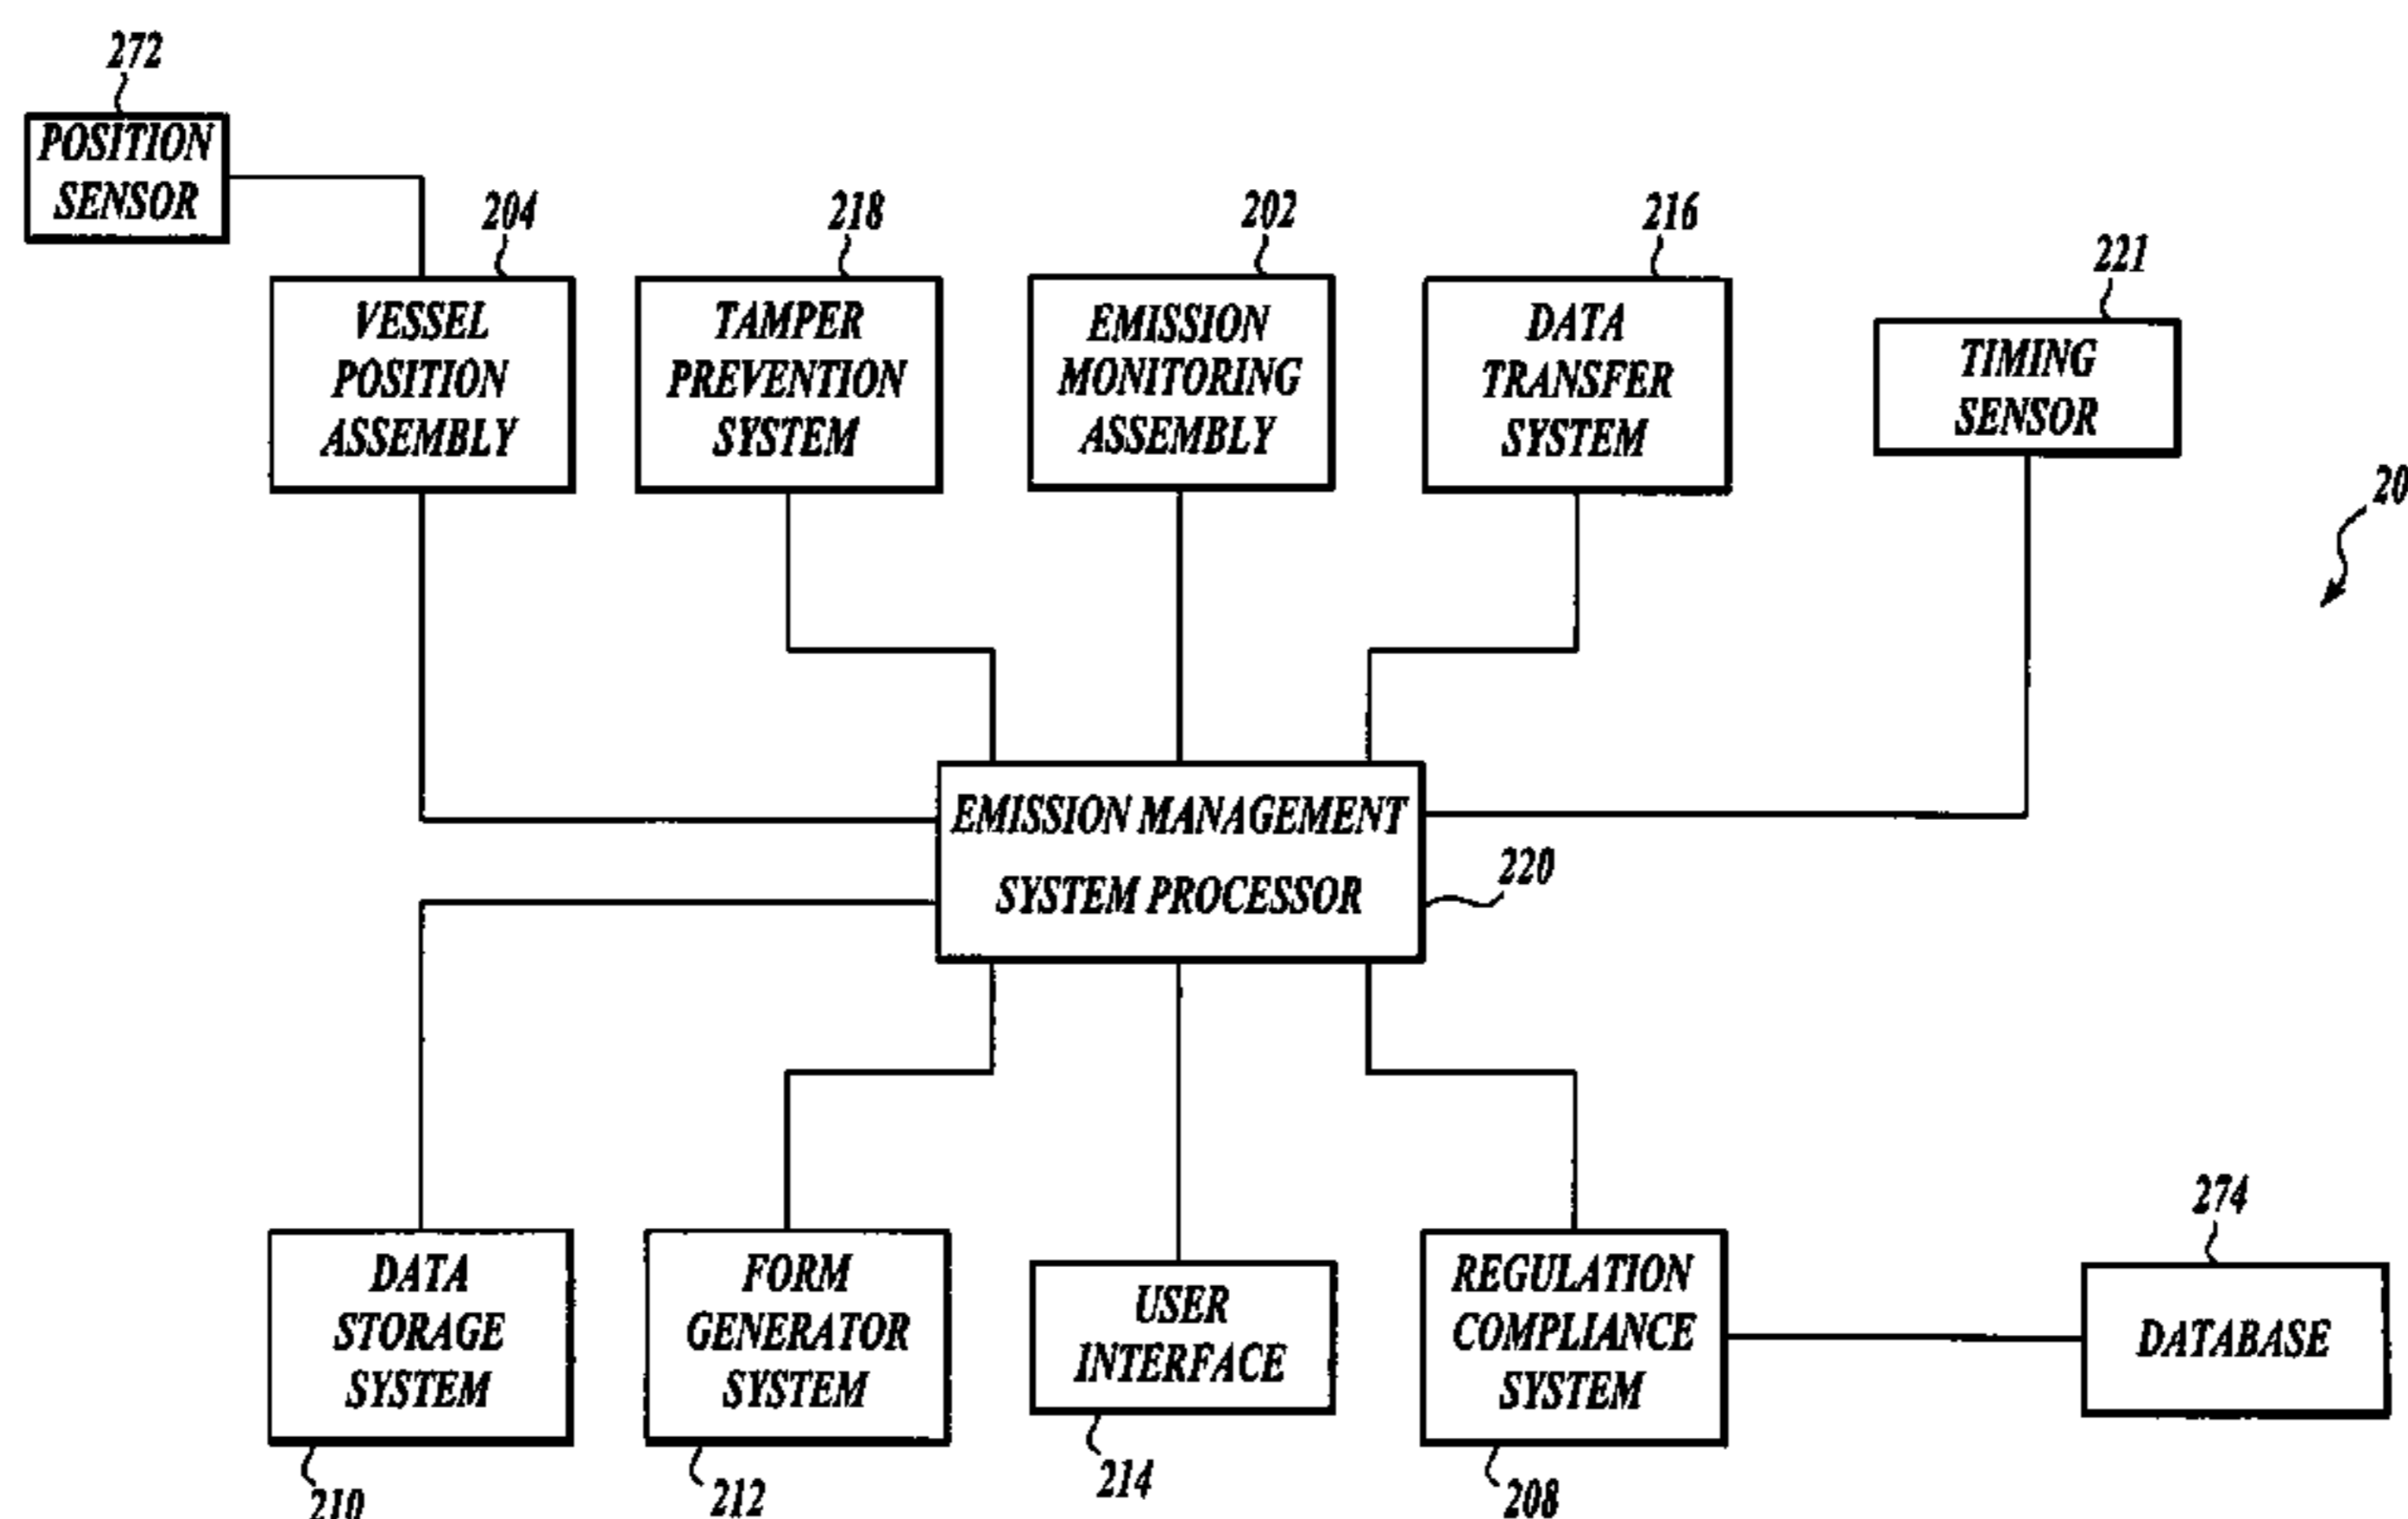 272
POSITION
SENSOR
204
VESSEL
POSITION
ASSEMBLY
218
TAMPER
PREVENTION
SYSTEM
202
EMISSION
MONITORING
ASSEMBLY
216
DATA
TRANSFER
SYSTEM
221
TIMING
SENSOR
20
EMISSION MANAGEMENT
SYSTEM PROCESSOR
220
DATA
STORAGE
SYSTEM
210
FORM
GENERATOR
SYSTEM
212
USER
INTERFACE
214
REGULATION
COMPLIANCE
SYSTEM
208
274
DATABASE